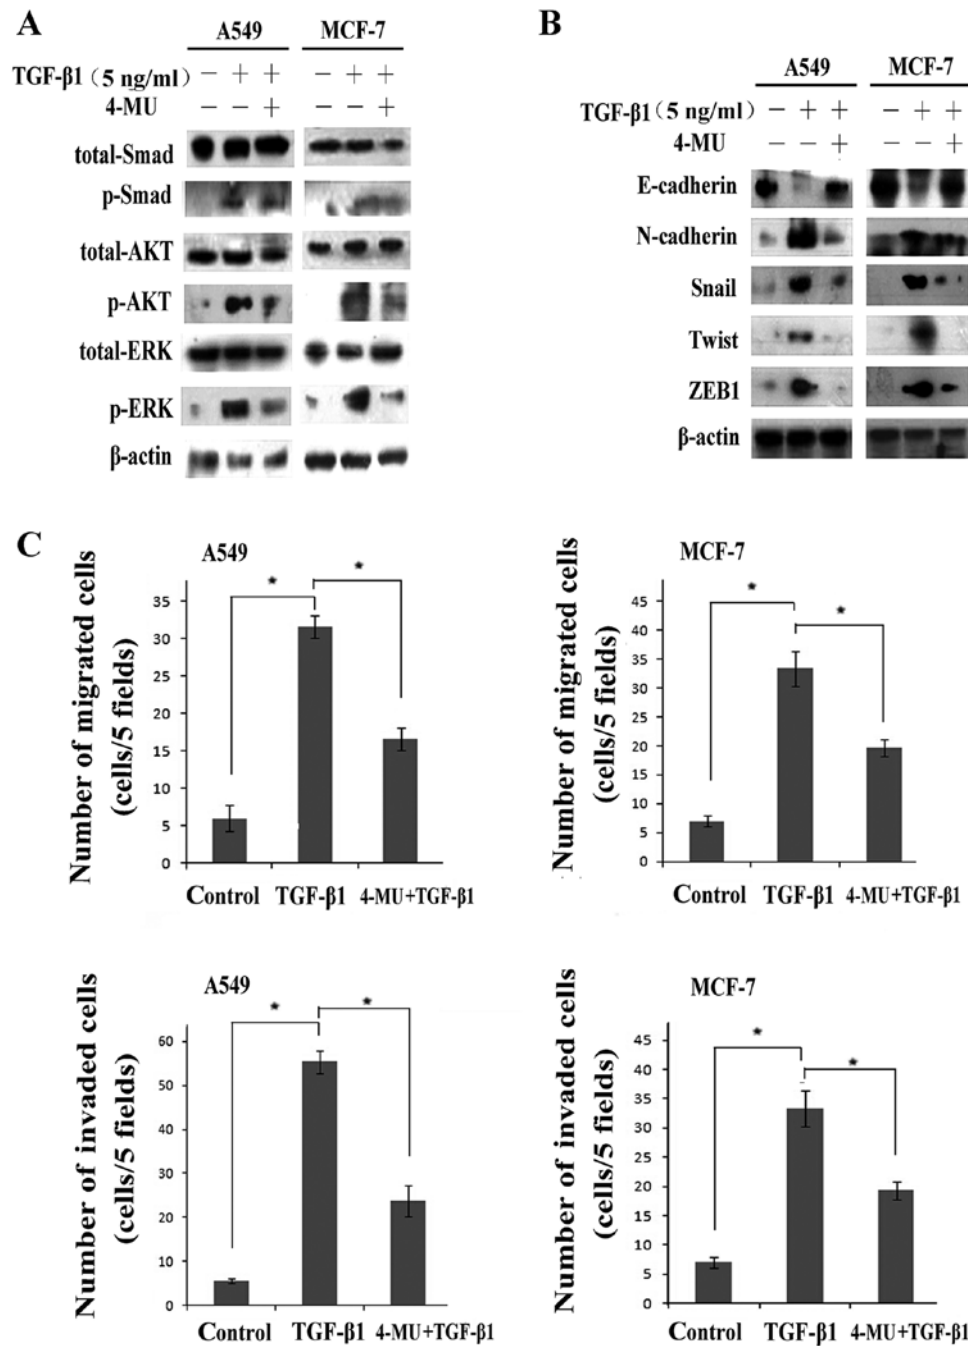 A
A549 MCF-7
TGF-β1 (5 ng/ml) − + + − + +
4-MU − − + − − +
total-Smad
p-Smad
total-AKT
p-AKT
total-ERK
p-ERK
β-actin
B
A549 MCF-7
TGF-β1 (5 ng/ml) − + + − + +
4-MU − − + − − +
E-cadherin
N-cadherin
Snail
Twist
ZEB1
β-actin
C
A549
Number of migrated cells
(cells/5 fields)
35
30
25
20
15
10
5
0
* *
Control TGF-β1 4-MU+TGF-β1
MCF-7
Number of migrated cells
(cells/5 fields)
45
40
35
30
25
20
15
10
5
0
* *
Control TGF-β1 4-MU+TGF-β1
A549
Number of invaded cells
(cells/5 fields)
60
50
40
30
20
10
0
* *
Control TGF-β1 4-MU+TGF-β1
MCF-7
Number of invaded cells
(cells/5 fields)
45
40
35
30
25
20
15
10
5
0
* *
Control TGF-β1 4-MU+TGF-β1